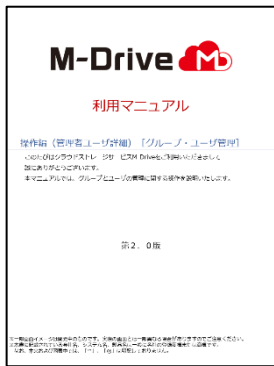 M-Drive
利用マニュアル
操作編（管理者ユーザ詳細）「グループ・ユーザ管理」
このたびはクラウドストレージサービスM-Driveをご利用いただきまして
誠にありがとうございます。
本マニュアルでは、グループとユーザの管理に関する操作を説明いたします。
第2．0版